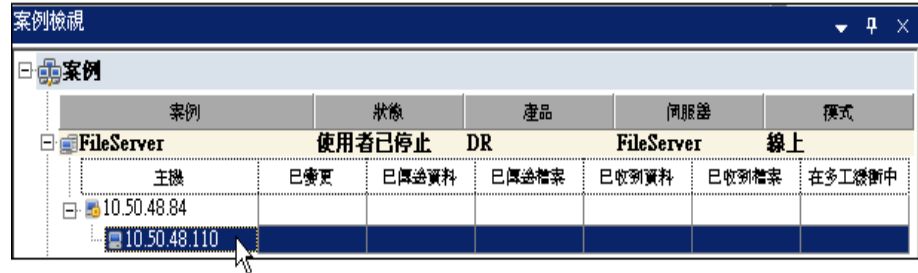 案例檢視
案例
案例 狀態 產品 伺服器 模式
FileServer 使用者已停止 DR FileServer 線上
主機 已變更 已傳送資料 已傳送檔案 已收到資料 已收到檔案 在多工緩衝中
10.50.48.84
10.50.48.110